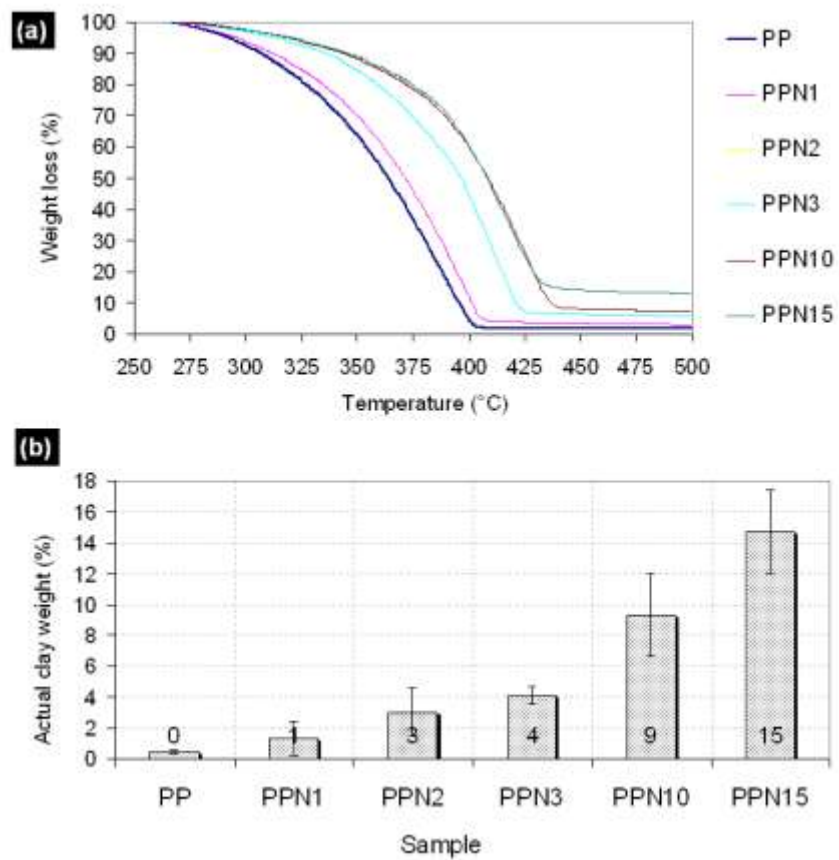 (a)
Weight loss (%)
100
90
80
70
60
50
40
30
20
10
0
250 275 300 325 350 375 400 425 450 475 500
Temperature (°C)
PP
PPN1
PPN2
PPN3
PPN10
PPN15
(b)
Actual clay weight (%)
18
16
14
12
10
8
6
4
2
0
0 1 3 4 9 15
PP PPN1 PPN2 PPN3 PPN10 PPN15
Sample